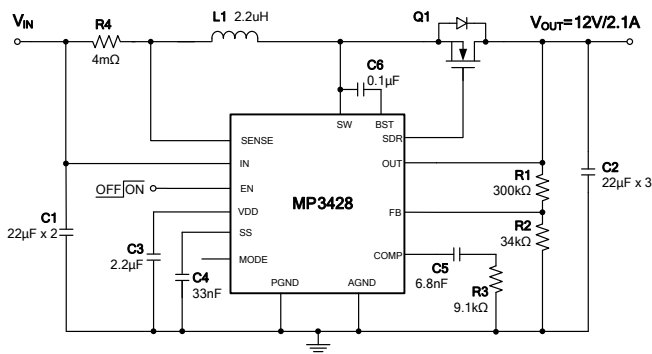 VIN
R4
4mΩ
L1 2.2uH
Q1
VOUT=12V/2.1A
C6
0.1µF
SW
BST
SDR
SENSE
IN
OUT
OFF ON
EN
R1
300kΩ
C2
22µF x 3
MP3428
VDD
FB
R2
34kΩ
C1
22µF x 2
SS
C3
2.2µF
MODE
COMP
C4
33nF
C5
6.8nF
PGND
AGND
R3
9.1kΩ